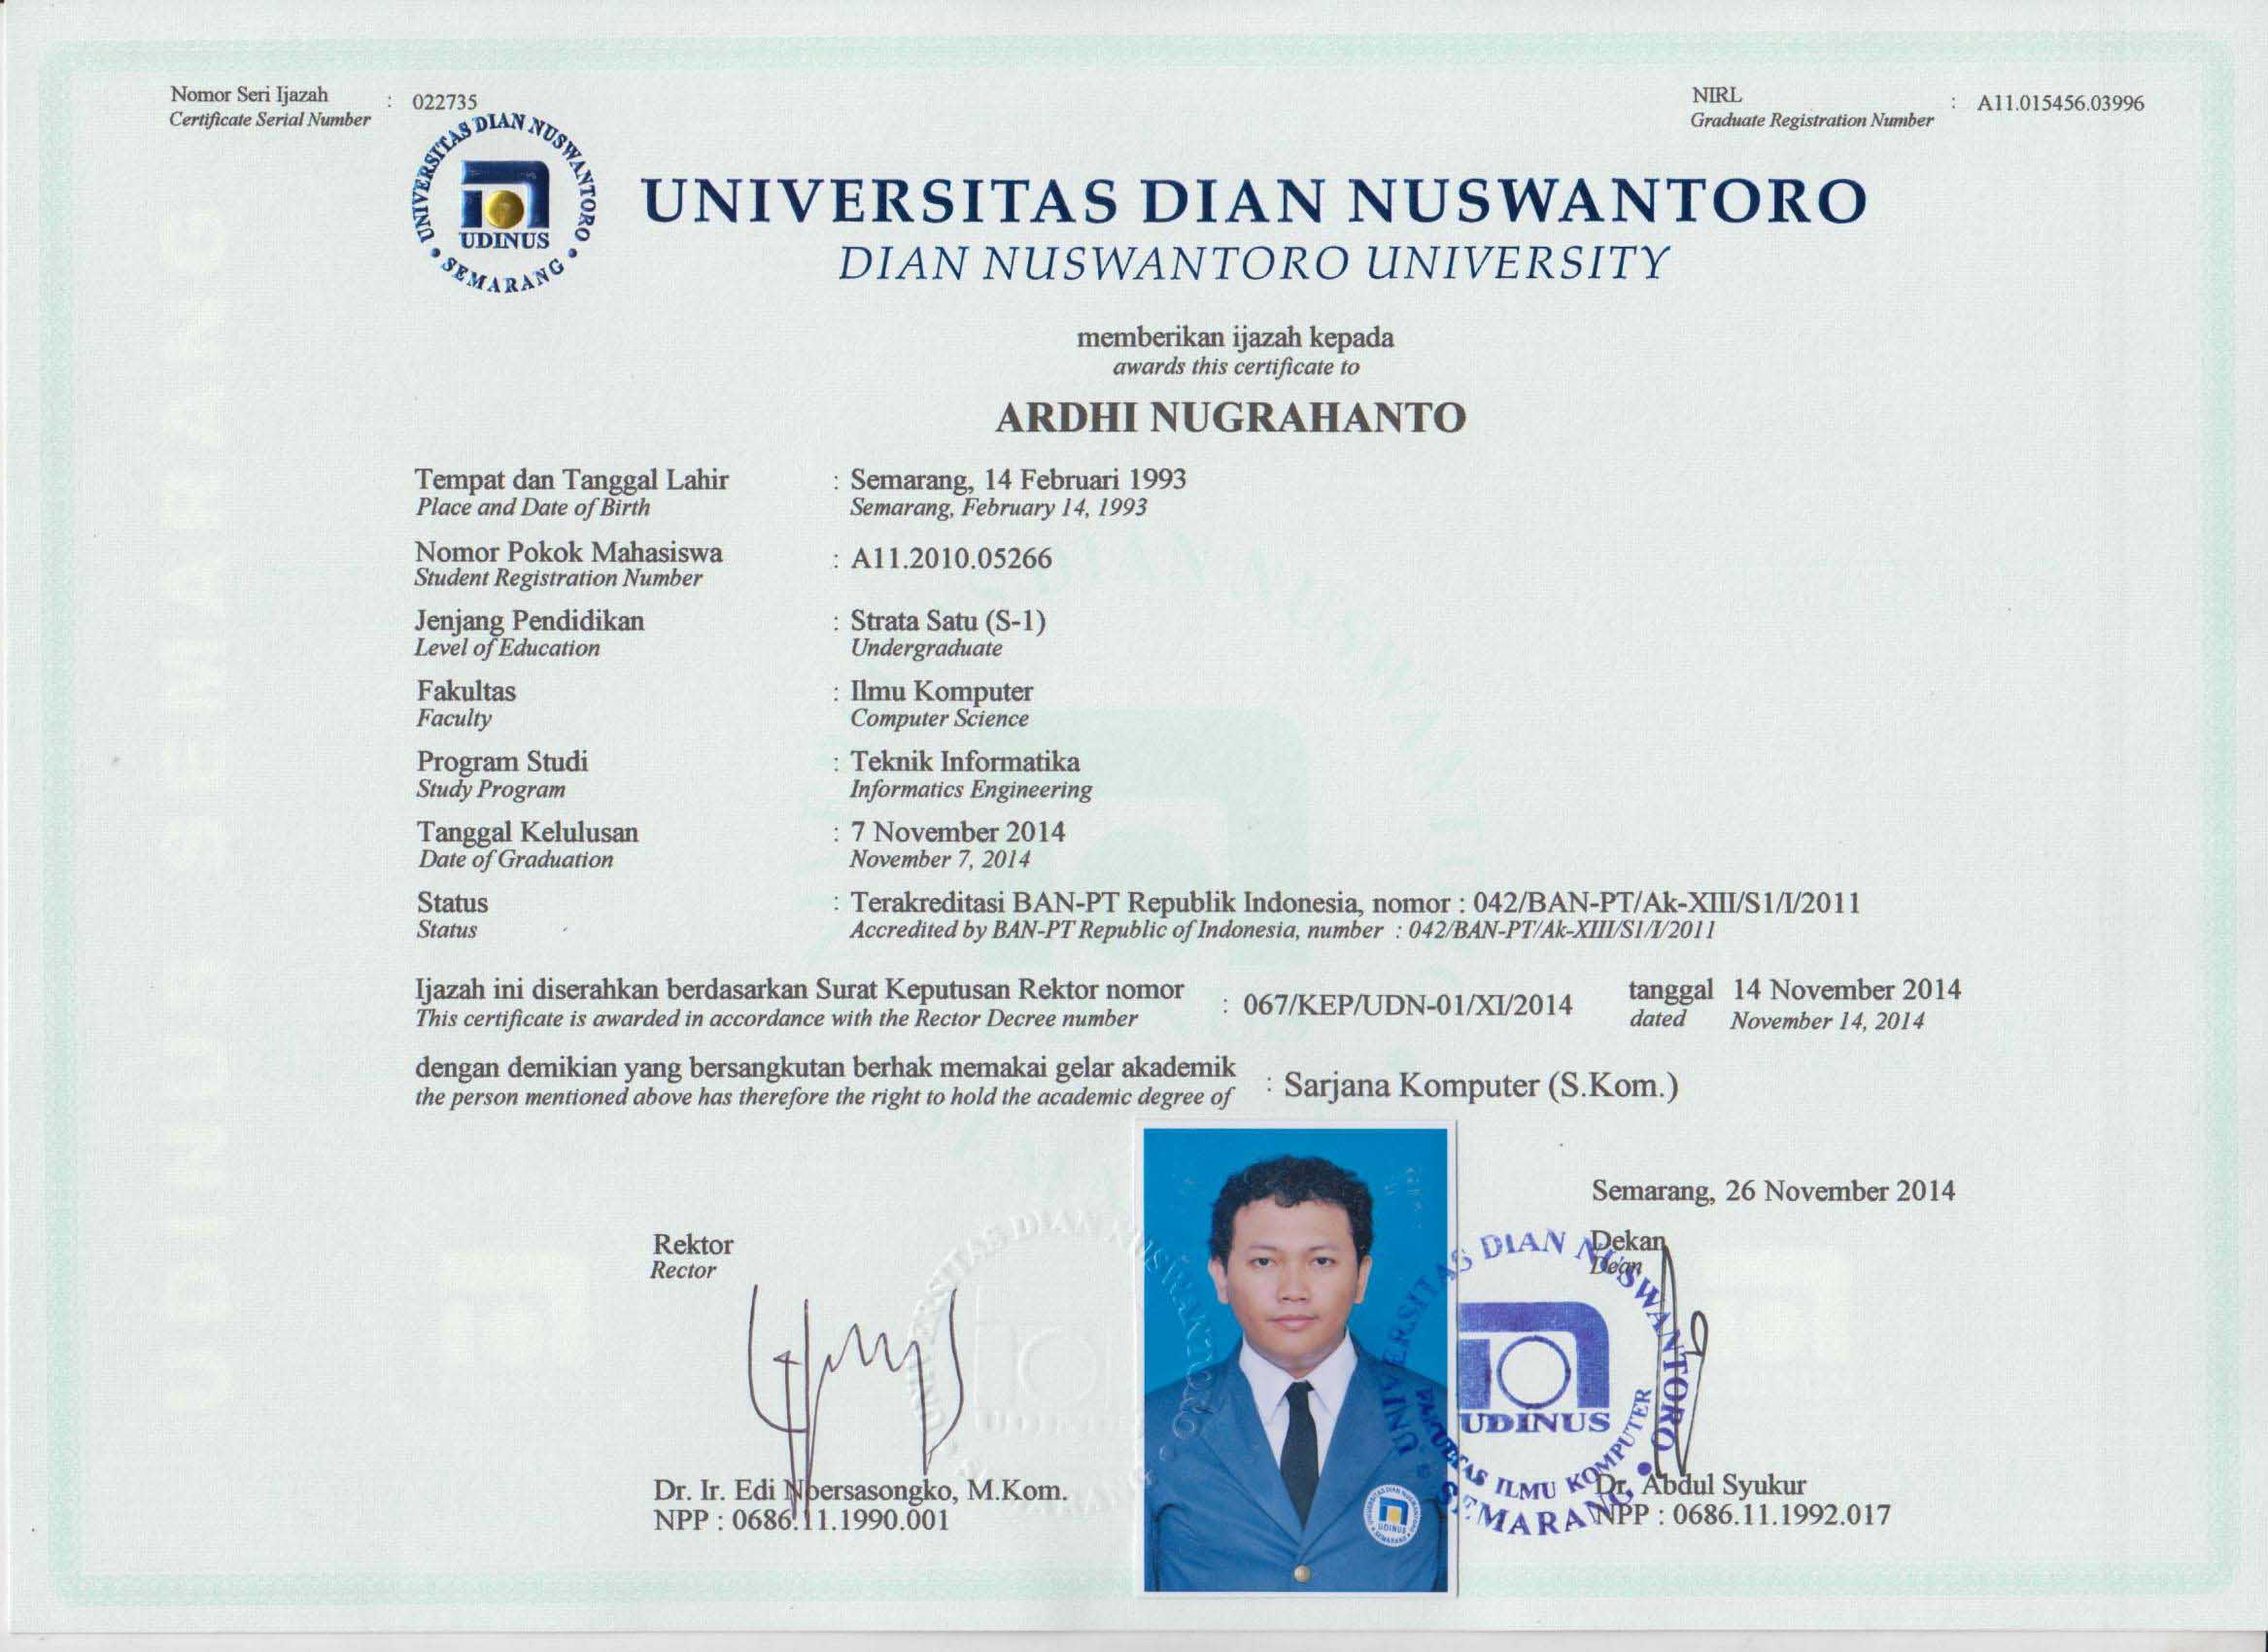 Nomor Seri Ijazah : 022735
Certificate Serial Number
NIRL : A11.015456.03996
Graduate Registration Number
UNIVERSITAS DIAN NUSWANTORO
UDINUS
SEMARANG
UNIVERSITAS DIAN NUSWANTORO
DIAN NUSWANTORO UNIVERSITY
memberikan ijazah kepada
awards this certificate to
ARDHI NUGRAHANTO
Tempat dan Tanggal Lahir : Semarang, 14 Februari 1993
Place and Date of Birth Semarang, February 14, 1993
Nomor Pokok Mahasiswa : A11.2010.05266
Student Registration Number
Jenjang Pendidikan : Strata Satu (S-1)
Level of Education Undergraduate
Fakultas : Ilmu Komputer
Faculty Computer Science
Program Studi : Teknik Informatika
Study Program Informatics Engineering
Tanggal Kelulusan : 7 November 2014
Date of Graduation November 7, 2014
Status : Terakreditasi BAN-PT Republik Indonesia, nomor : 042/BAN-PT/Ak-XIII/S1/I/2011
Status Accredited by BAN-PT Republic of Indonesia, number : 042/BAN-PT/Ak-XIII/S1/I/2011
Ijazah ini diserahkan berdasarkan Surat Keputusan Rektor nomor : 067/KEP/UDN-01/XI/2014 tanggal 14 November 2014
This certificate is awarded in accordance with the Rector Decree number dated November 14, 2014
dengan demikian yang bersangkutan berhak memakai gelar akademik : Sarjana Komputer (S.Kom.)
the person mentioned above has therefore the right to hold the academic degree of
Semarang, 26 November 2014
Rektor
Rector
Dekan
Dean
UNIVERSITAS DIAN NUSWANTORO
UDINUS
FAKULTAS ILMU KOMPUTER
SEMARANG
Dr. Ir. Edi Noersasongko, M.Kom.
NPP : 0686.11.1990.001
Dr. Abdul Syukur
NPP : 0686.11.1992.017
UNIVERSITAS DIAN NUSWANTORO
UDINUS
SEMARANG